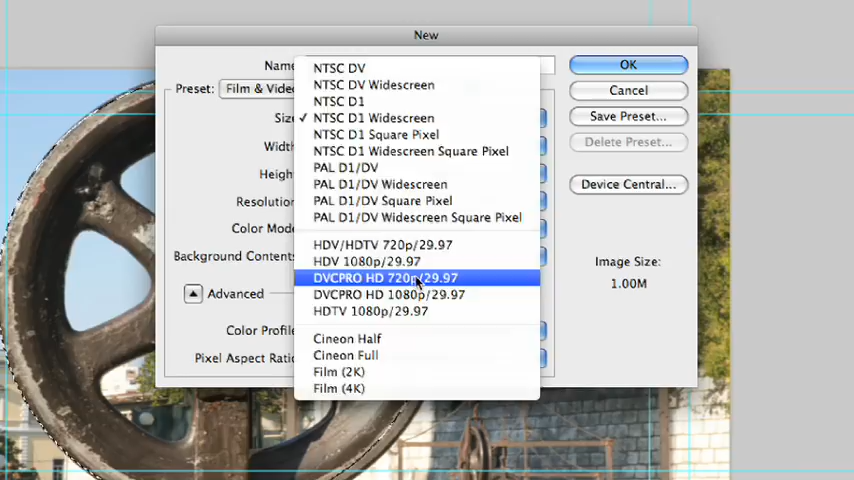 New
Name
Preset: Film & Video
Size
Width
Height
Resolution
Color Mode
Background Contents
Advanced
Color Profile
Pixel Aspect Ratio
NTSC DV
NTSC DV Widescreen
NTSC D1
✓ NTSC D1 Widescreen
NTSC D1 Square Pixel
NTSC D1 Widescreen Square Pixel
PAL D1/DV
PAL D1/DV Widescreen
PAL D1/DV Square Pixel
PAL D1/DV Widescreen Square Pixel
HDV/HDTV 720p/29.97
HDV 1080p/29.97
DVCPRO HD 720p/29.97
DVCPRO HD 1080p/29.97
HDTV 1080p/29.97
Cineon Half
Cineon Full
Film (2K)
Film (4K)
OK
Cancel
Save Preset...
Delete Preset...
Device Central...
Image Size:
1.00M